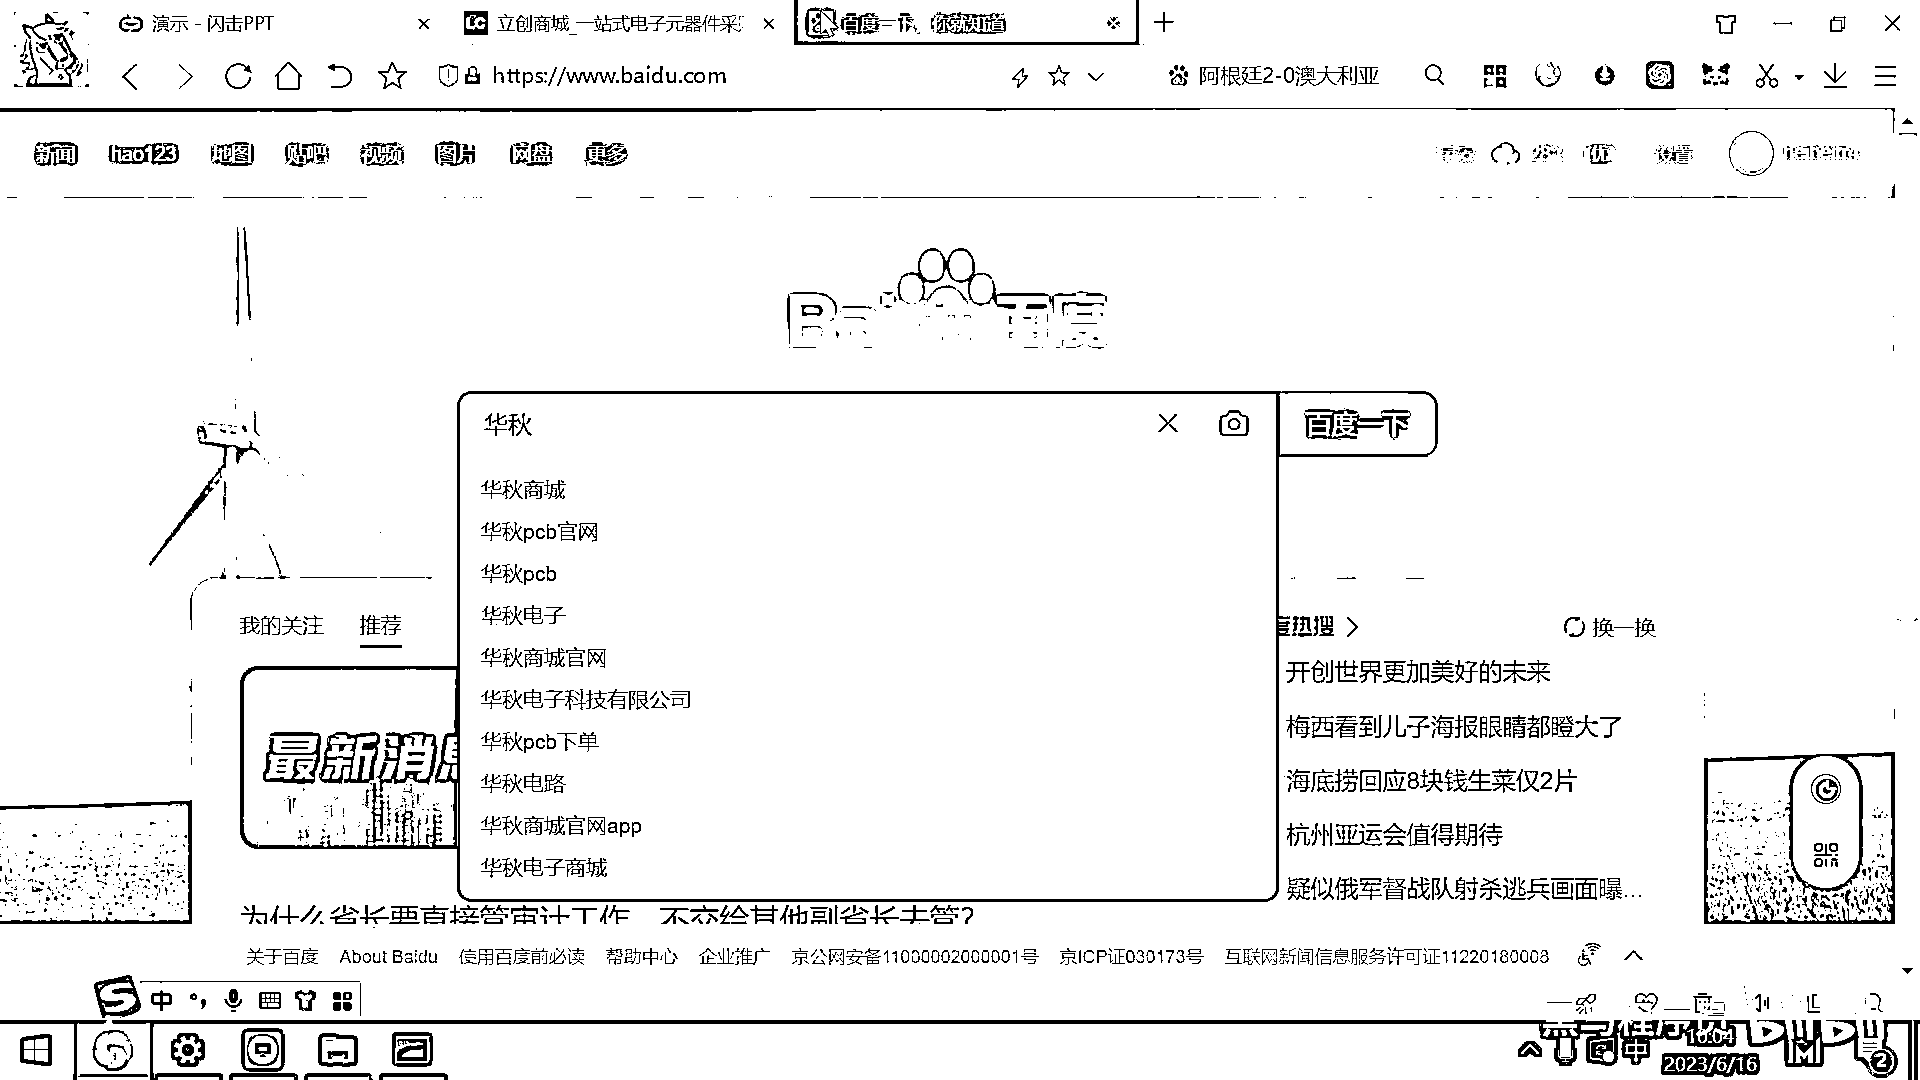 演示 - 闪击PPT
立创商城_一站式电子元器件采
百度一下,你就知道
https://www.baidu.com
阿根廷2-0澳大利亚
新闻 hao123 地图 贴吧 视频 图片 网盘 更多
设置
Bai 百度
华秋
百度一下
华秋商城
华秋pcb官网
华秋pcb
华秋电子
华秋商城官网
华秋电子科技有限公司
华秋pcb下单
华秋电路
华秋商城官网app
华秋电子商城
我的关注 推荐
最新消息
度热搜
换一换
开创世界更加美好的未来
梅西看到儿子海报眼睛都瞪大了
海底捞回应8块钱生菜仅2片
杭州亚运会值得期待
疑似俄军督战队射杀逃兵画面曝...
为什么省长要直接管审计工作,不交给其他副省长去管?
关于百度 About Baidu 使用百度前必读 帮助中心 企业推广 京公网安备11000002000001号 京ICP证030173号 互联网新闻信息服务许可证11220180008
中
中
16:04
2023/6/16
2